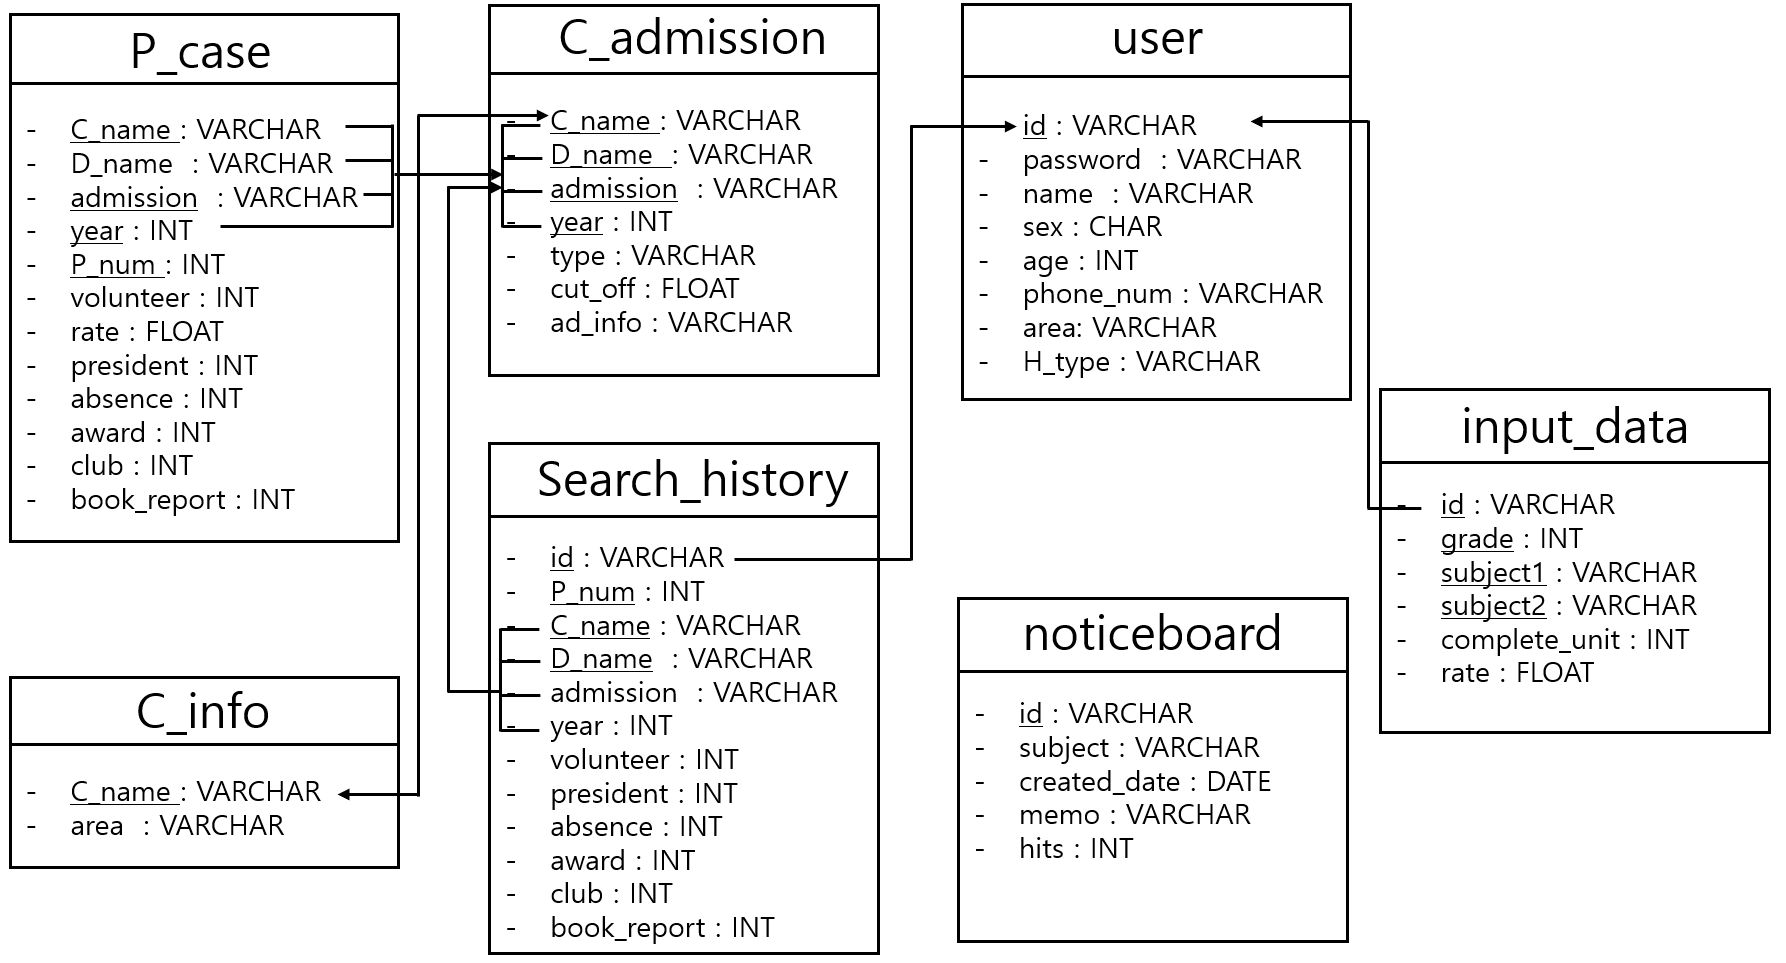 P_case
- C_name : VARCHAR
- D_name : VARCHAR
- admission : VARCHAR
- year : INT
- P_num : INT
- volunteer : INT
- rate : FLOAT
- president : INT
- absence : INT
- award : INT
- club : INT
- book_report : INT
C_admission
- C_name : VARCHAR
- D_name : VARCHAR
- admission : VARCHAR
- year : INT
- type : VARCHAR
- cut_off : FLOAT
- ad_info : VARCHAR
user
id : VARCHAR
- password : VARCHAR
- name : VARCHAR
- sex : CHAR
- age : INT
- phone_num : VARCHAR
- area: VARCHAR
- H_type : VARCHAR
input_data
- id : VARCHAR
- grade : INT
- subject1 : VARCHAR
- subject2 : VARCHAR
- complete_unit : INT
- rate : FLOAT
Search_history
- id : VARCHAR
- P_num : INT
- C_name : VARCHAR
- D_name : VARCHAR
- admission : VARCHAR
- year : INT
- volunteer : INT
- president : INT
- absence : INT
- award : INT
- club : INT
- book_report : INT
noticeboard
- id : VARCHAR
- subject : VARCHAR
- created_date : DATE
- memo : VARCHAR
- hits : INT
C_info
- C_name : VARCHAR
- area : VARCHAR